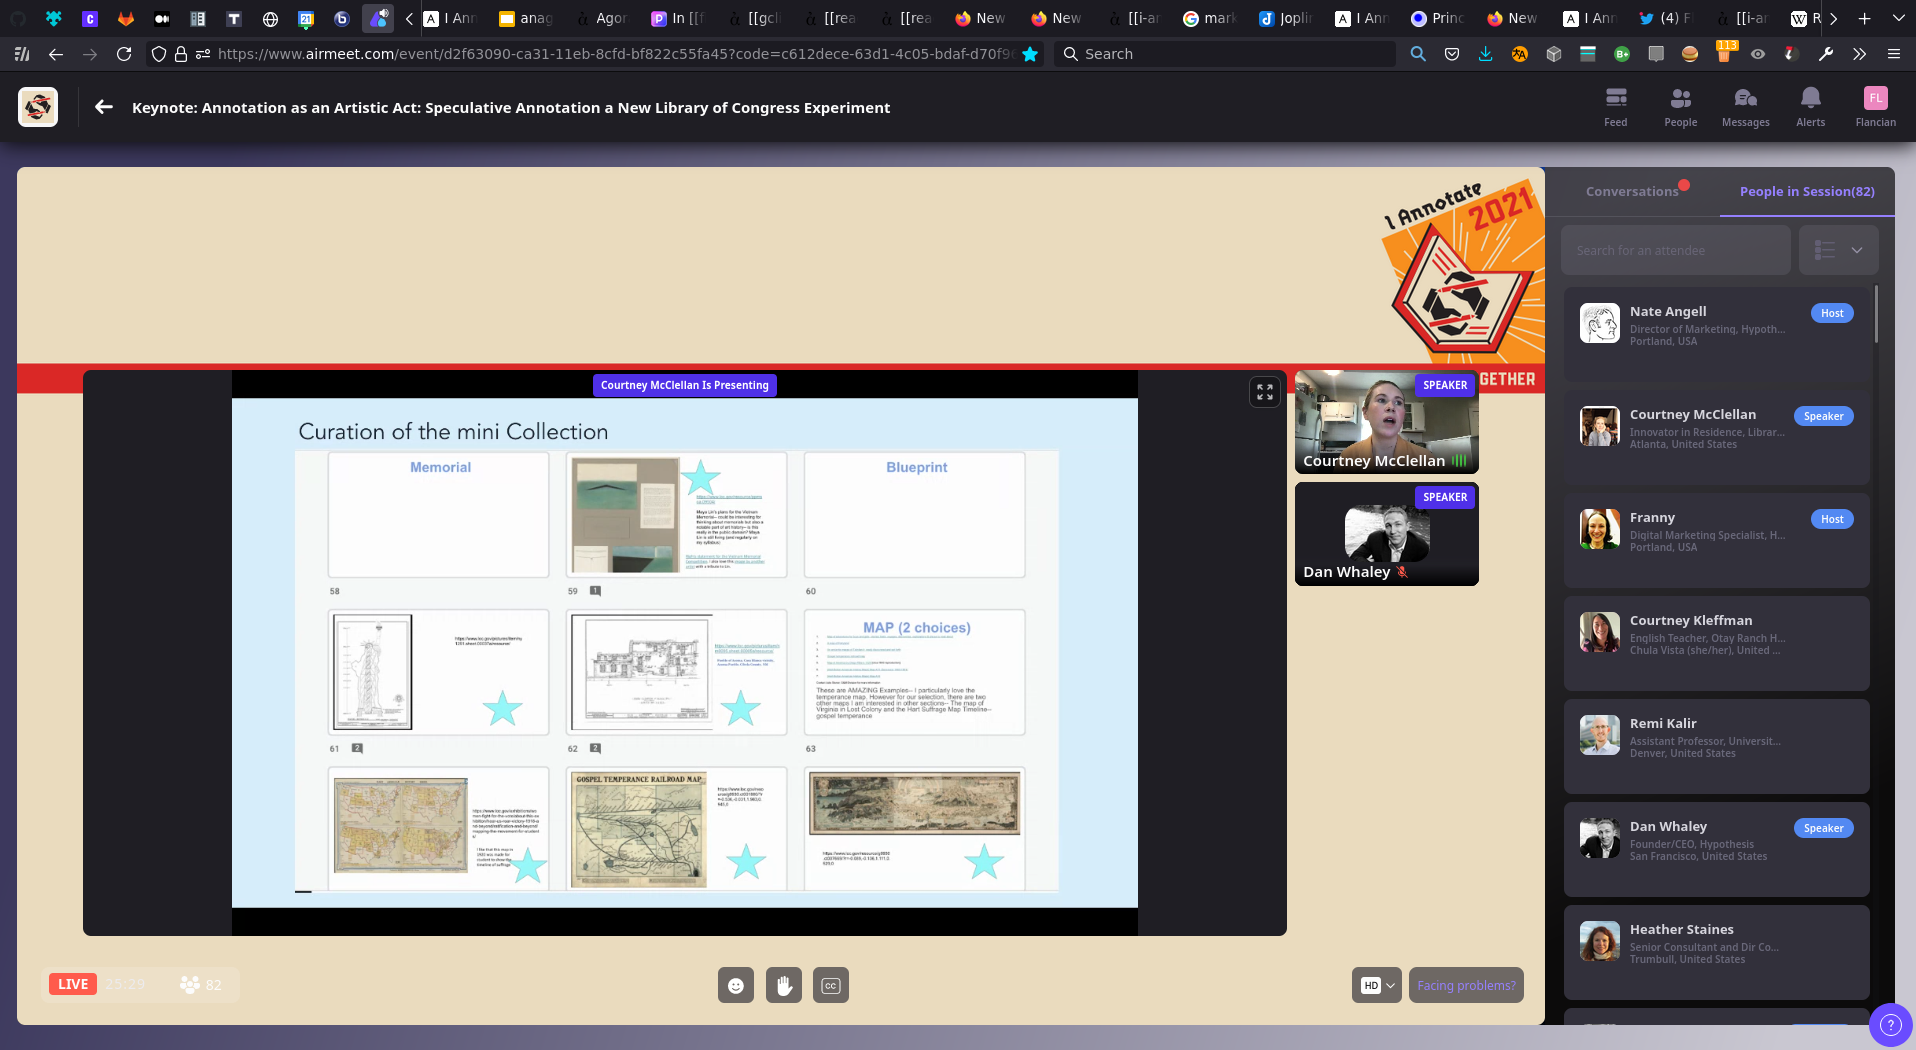 I Ann
anag
Agor
In [[f
[[gcli
[[rea
[[rea
New
New
[[i-ar
mark
Joplin
I Ann
Princ
New
I Ann
(4) F
[[i-ar
https://www.airmeet.com/event/d2f63090-ca31-11eb-8cfd-bf822c55fa45?code=c612dece-63d1-4c05-bdaf-d70f96
Search
113
Keynote: Annotation as an Artistic Act: Speculative Annotation a New Library of Congress Experiment
Feed
People
Messages
Alerts
FL
Flancian
I Annotate
2021
GETHER
Courtney McClellan Is Presenting
Curation of the mini Collection
Memorial
Blueprint
58
59
1
60
61
2
62
2
63
MAP (2 choices)
These are AMAZING Examples-- I particularly love the
temperance map. However for our selection, there are two
other maps I am interested in other sections-- The map of
Virginia in Lost Colony and the Hart Suffrage Map Timeline--
gospel temperance
GOSPEL TEMPERANCE RAILROAD MAP
SPEAKER
Courtney McClellan
SPEAKER
Dan Whaley
LIVE
25:29
82
CC
HD
Facing problems?
Conversations
People in Session(82)
Search for an attendee
Nate Angell
Host
Director of Marketing, Hypoth...
Portland, USA
Courtney McClellan
Speaker
Innovator in Residence, Librar...
Atlanta, United States
Franny
Host
Digital Marketing Specialist, H...
Portland, USA
Courtney Kleffman
English Teacher, Otay Ranch H...
Chula Vista (she/her), United ...
Remi Kalir
Assistant Professor, Universit...
Denver, United States
Dan Whaley
Speaker
Founder/CEO, Hypothesis
San Francisco, United States
Heather Staines
Senior Consultant and Dir Co...
Trumbull, United States